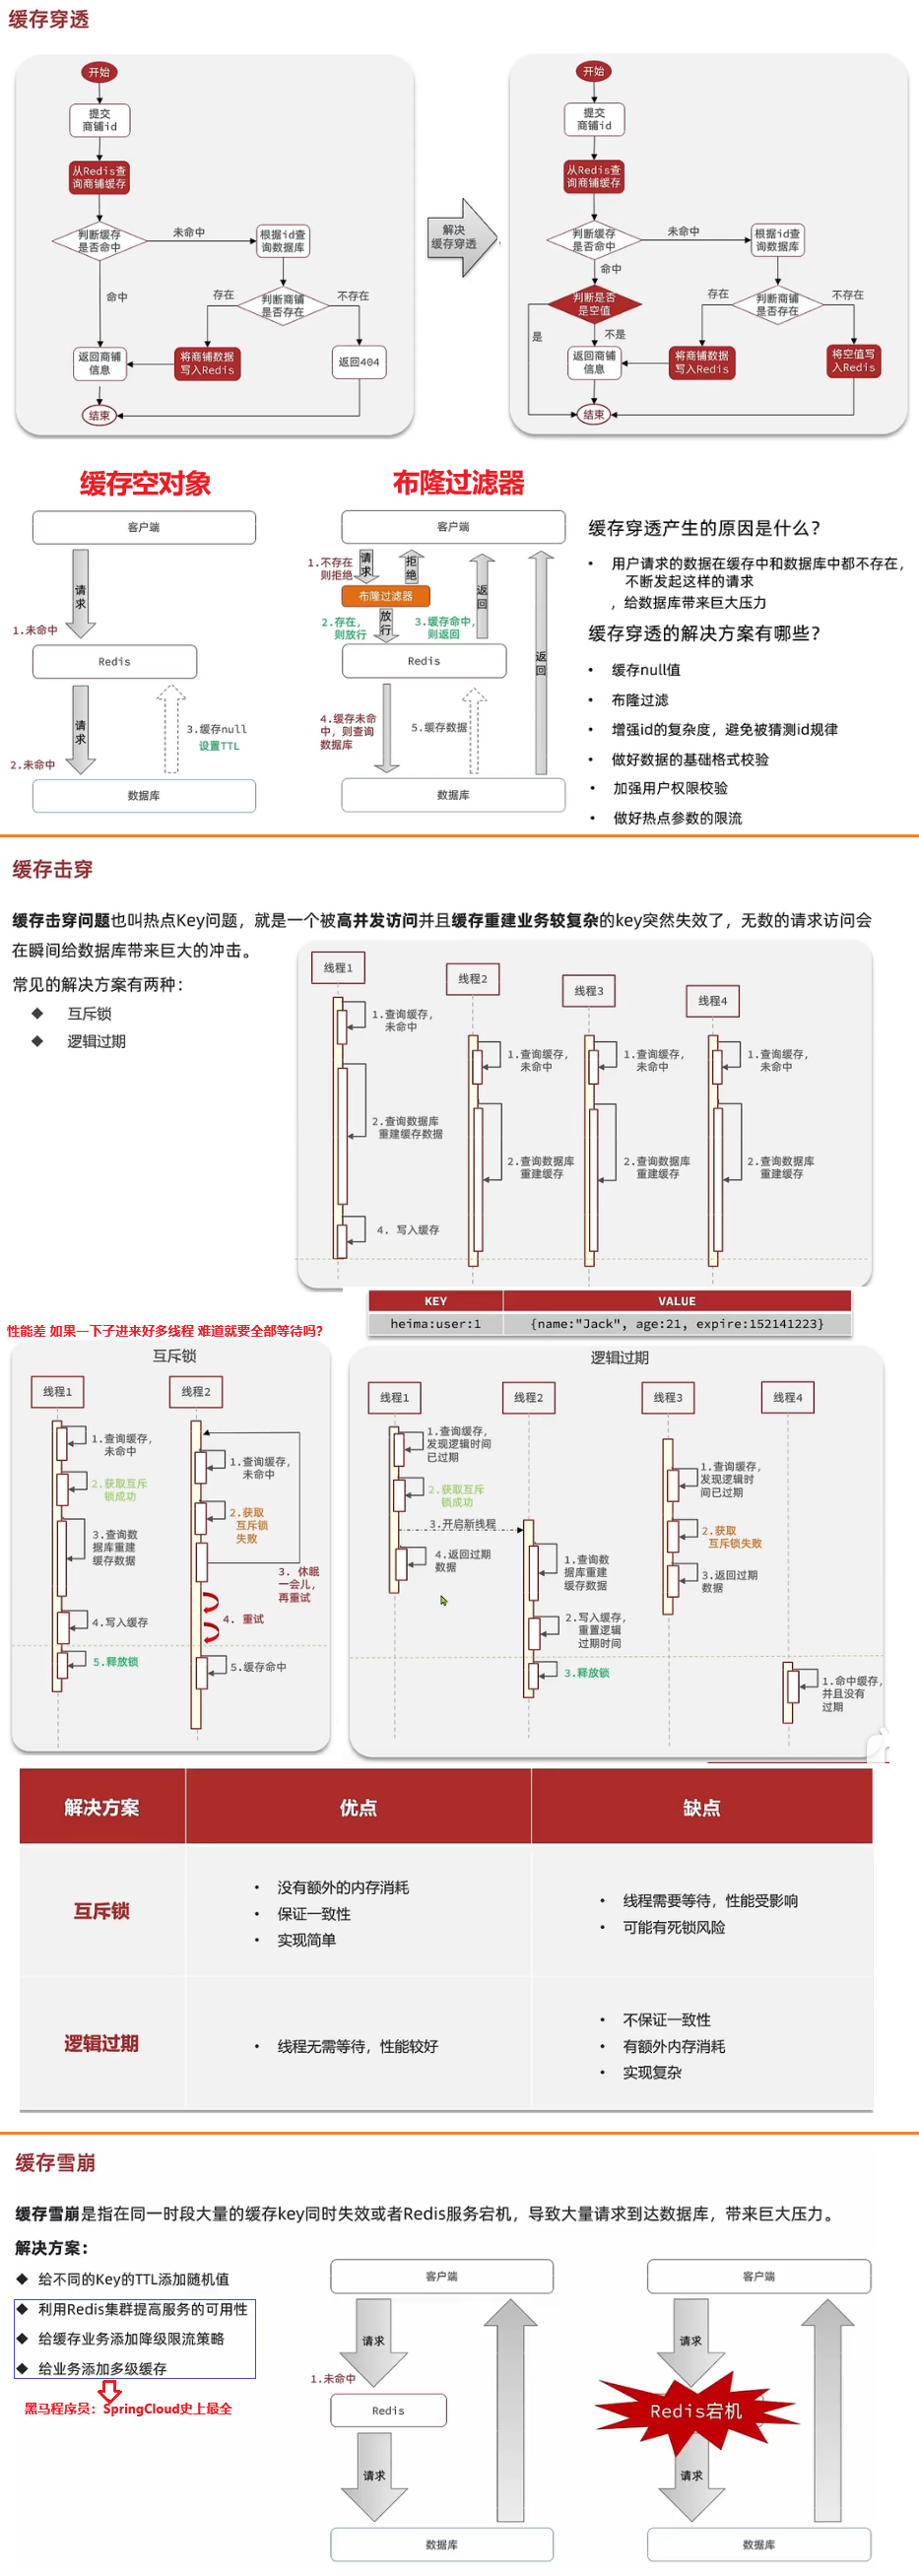 缓存穿透
开始
提交
商铺id
从Redis查
询商铺缓存
判断缓存
是否命中
未命中
根据id查
询数据库
命中
存在
判断商铺
是否存在
不存在
返回商铺
信息
将商铺数据
写入Redis
返回404
结束
解决
缓存穿透
开始
提交
商铺id
从Redis查
询商铺缓存
判断缓存
是否命中
未命中
根据id查
询数据库
命中
判断是否
是空值
存在
判断商铺
是否存在
不存在
是
不是
返回商铺
信息
将商铺数据
写入Redis
将空值写
入Redis
结束
缓存空对象
客户端
请求
1.未命中
Redis
请求
3.缓存null
设置TTL
2.未命中
数据库
布隆过滤器
客户端
1.不存在
则拒绝
请求
拒绝
布隆过滤器
返回
2.存在,
则放行
放行
3.缓存命中,
则返回
Redis
返回
4.缓存未命
中, 则查询
数据库
5.缓存数据
数据库
缓存穿透产生的原因是什么？
• 用户请求的数据在缓存中和数据库中都不存在，
不断发起这样的请求
，给数据库带来巨大压力
缓存穿透的解决方案有哪些？
• 缓存null值
• 布隆过滤
• 增强id的复杂度，避免被猜测id规律
• 做好数据的基础格式校验
• 加强用户权限校验
• 做好热点参数的限流
缓存击穿
缓存击穿问题也叫热点Key问题，就是一个被高并发访问并且缓存重建业务较复杂的key突然失效了，无数的请求访问会
在瞬间给数据库带来巨大的冲击。
常见的解决方案有两种：
◆ 互斥锁
◆ 逻辑过期
线程1
1.查询缓存，
未命中
2.查询数据库
重建缓存数据
4. 写入缓存
线程2
1.查询缓存，
未命中
2.查询数据库
重建缓存
线程3
1.查询缓存，
未命中
2.查询数据库
重建缓存
线程4
1.查询缓存，
未命中
2.查询数据库
重建缓存
KEY VALUE
heima:user:1 {name:"Jack", age:21, expire:152141223}
性能差 如果一下子进来好多线程 难道就要全部等待吗？
互斥锁
线程1
1.查询缓存，
未命中
2.获取互斥
锁成功
3.查询数
据库重建
缓存数据
4.写入缓存
5.释放锁
线程2
1.查询缓存，
未命中
2.获取
互斥锁
失败
3. 休眠
一会儿，
再重试
4. 重试
5.缓存命中
逻辑过期
线程1
1.查询缓存，
发现逻辑时间
已过期
2.获取互斥
锁成功
3.开启新线程
4.返回过期
数据
线程2
1.查询数
据库重建
缓存数据
2.写入缓存，
重置逻辑
过期时间
3.释放锁
线程3
1.查询缓存，
发现逻辑时
间已过期
2.获取
互斥锁失败
3.返回过期
数据
线程4
1.命中缓存，
并且没有
过期
解决方案 优点 缺点
互斥锁
• 没有额外的内存消耗
• 保证一致性
• 实现简单
• 线程需要等待，性能受影响
• 可能有死锁风险
逻辑过期
• 线程无需等待，性能较好
• 不保证一致性
• 有额外内存消耗
• 实现复杂
缓存雪崩
缓存雪崩是指在同一时段大量的缓存key同时失效或者Redis服务宕机，导致大量请求到达数据库，带来巨大压力。
解决方案：
◆ 给不同的Key的TTL添加随机值
◆ 利用Redis集群提高服务的可用性
◆ 给缓存业务添加降级限流策略
◆ 给业务添加多级缓存
黑马程序员：SpringCloud史上最全
客户端
请求
1.未命中
Redis
请求
数据库
客户端
请求
Redis宕机
请求
数据库